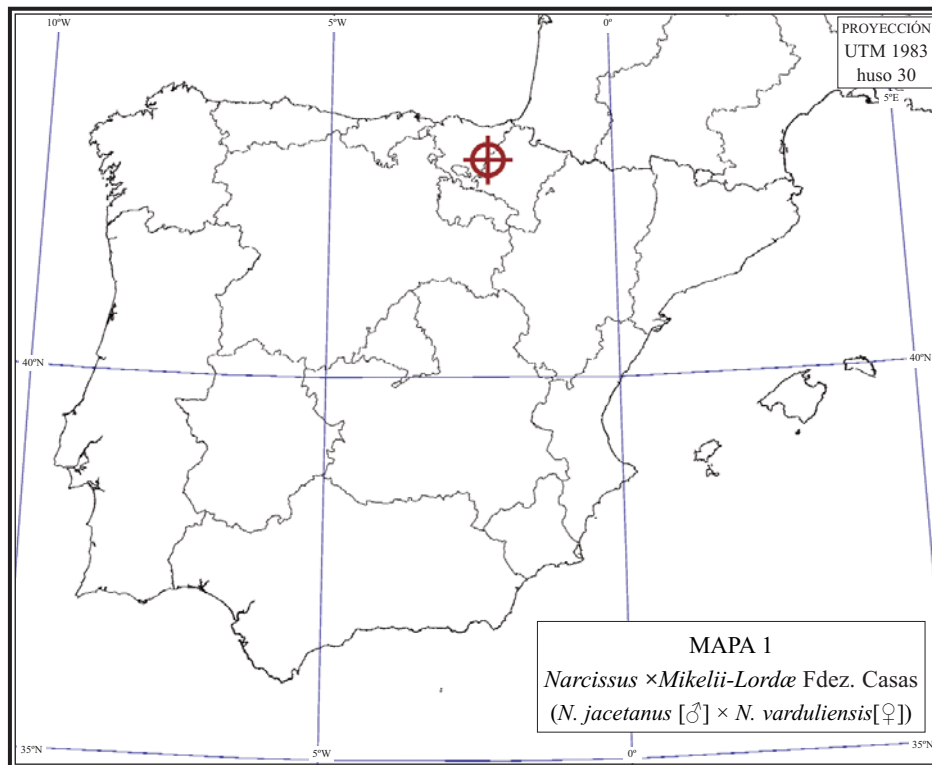 10ºW
5ºW
0º
PROYECCIÓN
UTM 1983
huso 30
5ºE
40ºN
40ºN
MAPA 1
Narcissus ×Mikelii-Lordæ Fdez. Casas
(N. jacetanus [♂] × N. varduliensis[♀])
35ºN
5ºW
0º
35ºN